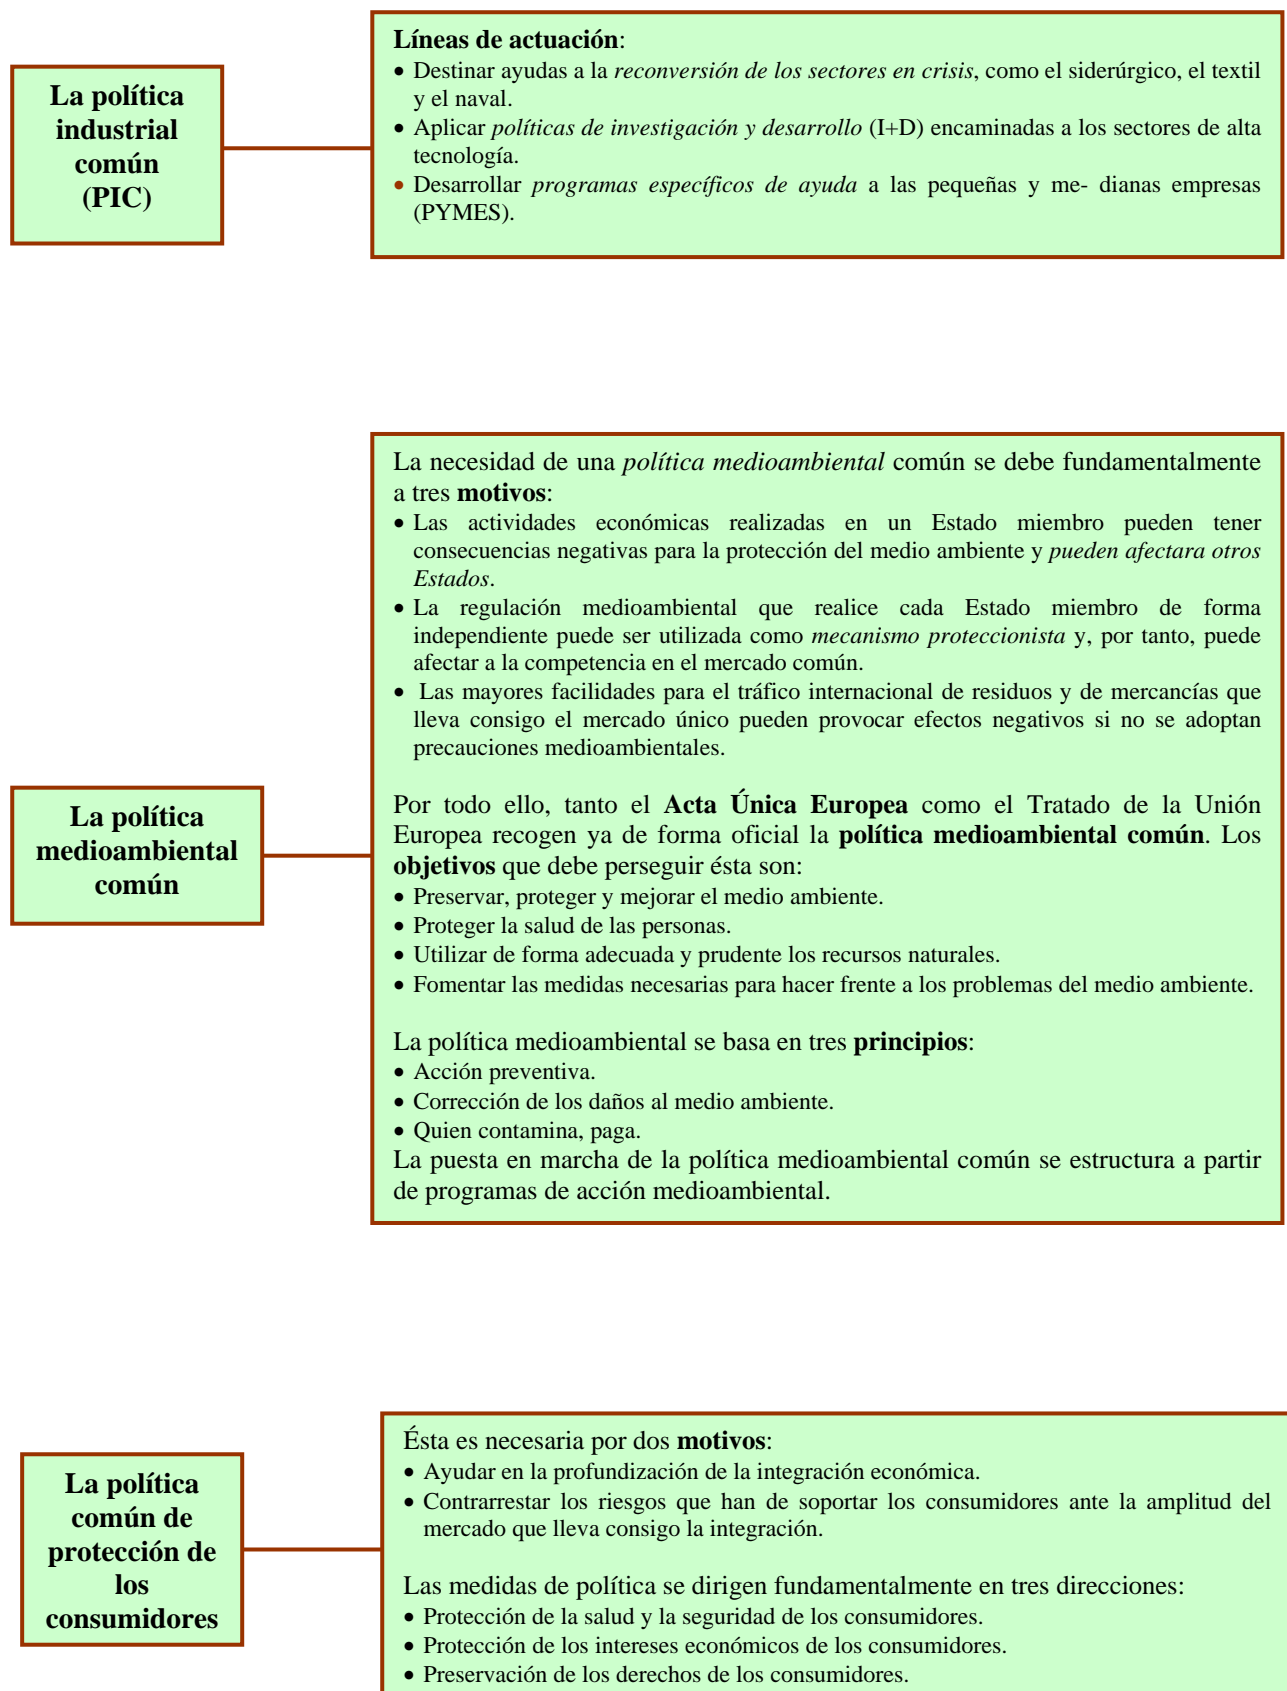 La política
industrial
común
(PIC)
Líneas de actuación:
• Destinar ayudas a la reconversión de los sectores en crisis, como el siderúrgico, el textil
y el naval.
• Aplicar políticas de investigación y desarrollo (I+D) encaminadas a los sectores de alta
tecnología.
• Desarrollar programas específicos de ayuda a las pequeñas y me- dianas empresas
(PYMES).
La política
medioambiental
común
La necesidad de una política medioambiental común se debe fundamentalmente
a tres motivos:
• Las actividades económicas realizadas en un Estado miembro pueden tener
consecuencias negativas para la protección del medio ambiente y pueden afectara otros
Estados.
• La regulación medioambiental que realice cada Estado miembro de forma
independiente puede ser utilizada como mecanismo proteccionista y, por tanto, puede
afectar a la competencia en el mercado común.
• Las mayores facilidades para el tráfico internacional de residuos y de mercancías que
lleva consigo el mercado único pueden provocar efectos negativos si no se adoptan
precauciones medioambientales.
Por todo ello, tanto el Acta Única Europea como el Tratado de la Unión
Europea recogen ya de forma oficial la política medioambiental común. Los
objetivos que debe perseguir ésta son:
• Preservar, proteger y mejorar el medio ambiente.
• Proteger la salud de las personas.
• Utilizar de forma adecuada y prudente los recursos naturales.
• Fomentar las medidas necesarias para hacer frente a los problemas del medio ambiente.
La política medioambiental se basa en tres principios:
• Acción preventiva.
• Corrección de los daños al medio ambiente.
• Quien contamina, paga.
La puesta en marcha de la política medioambiental común se estructura a partir
de programas de acción medioambiental.
La política
común de
protección de
los
consumidores
Ésta es necesaria por dos motivos:
• Ayudar en la profundización de la integración económica.
• Contrarrestar los riesgos que han de soportar los consumidores ante la amplitud del
mercado que lleva consigo la integración.
Las medidas de política se dirigen fundamentalmente en tres direcciones:
• Protección de la salud y la seguridad de los consumidores.
• Protección de los intereses económicos de los consumidores.
• Preservación de los derechos de los consumidores.